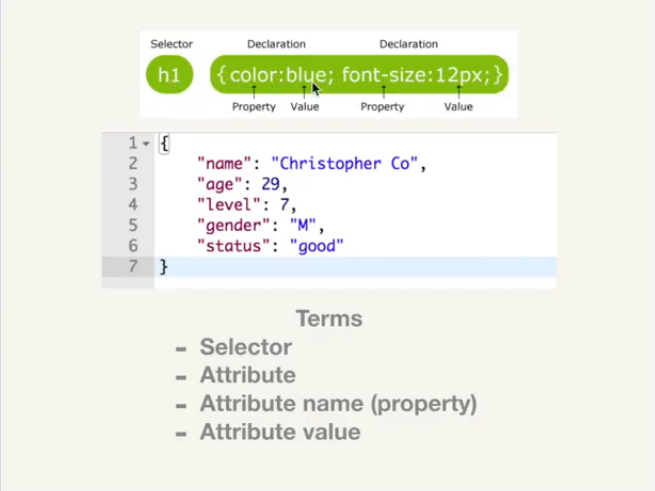 Selector Declaration Declaration
h1 {color:blue; font-size:12px;}
Property Value Property Value
1 {
2 "name": "Christopher Co",
3 "age": 29,
4 "level": 7,
5 "gender": "M",
6 "status": "good"
7 }
Terms
- Selector
- Attribute
- Attribute name (property)
- Attribute value